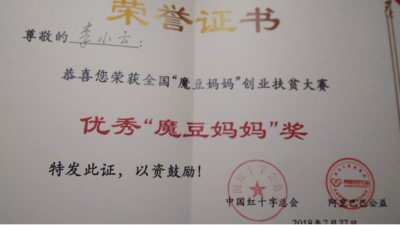 荣誉证书
尊敬的 李小云:
恭喜您荣获全国“魔豆妈妈”创业扶贫大赛
优秀“魔豆妈妈”奖
特发此证，以资鼓励！
中国红十字总会 阿里巴巴公益
2018年7月27日